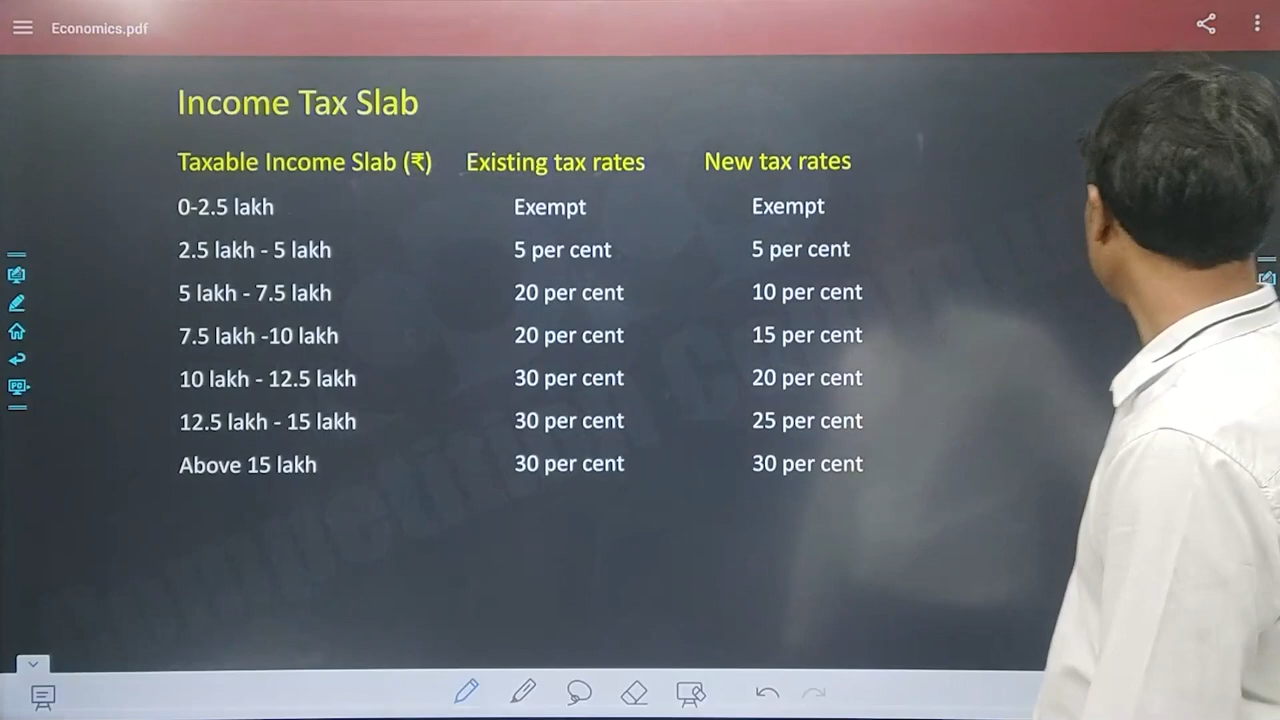 Economics.pdf
Income Tax Slab
Taxable Income Slab (₹) Existing tax rates New tax rates
0-2.5 lakh Exempt Exempt
2.5 lakh - 5 lakh 5 per cent 5 per cent
5 lakh - 7.5 lakh 20 per cent 10 per cent
7.5 lakh -10 lakh 20 per cent 15 per cent
10 lakh - 12.5 lakh 30 per cent 20 per cent
12.5 lakh - 15 lakh 30 per cent 25 per cent
Above 15 lakh 30 per cent 30 per cent